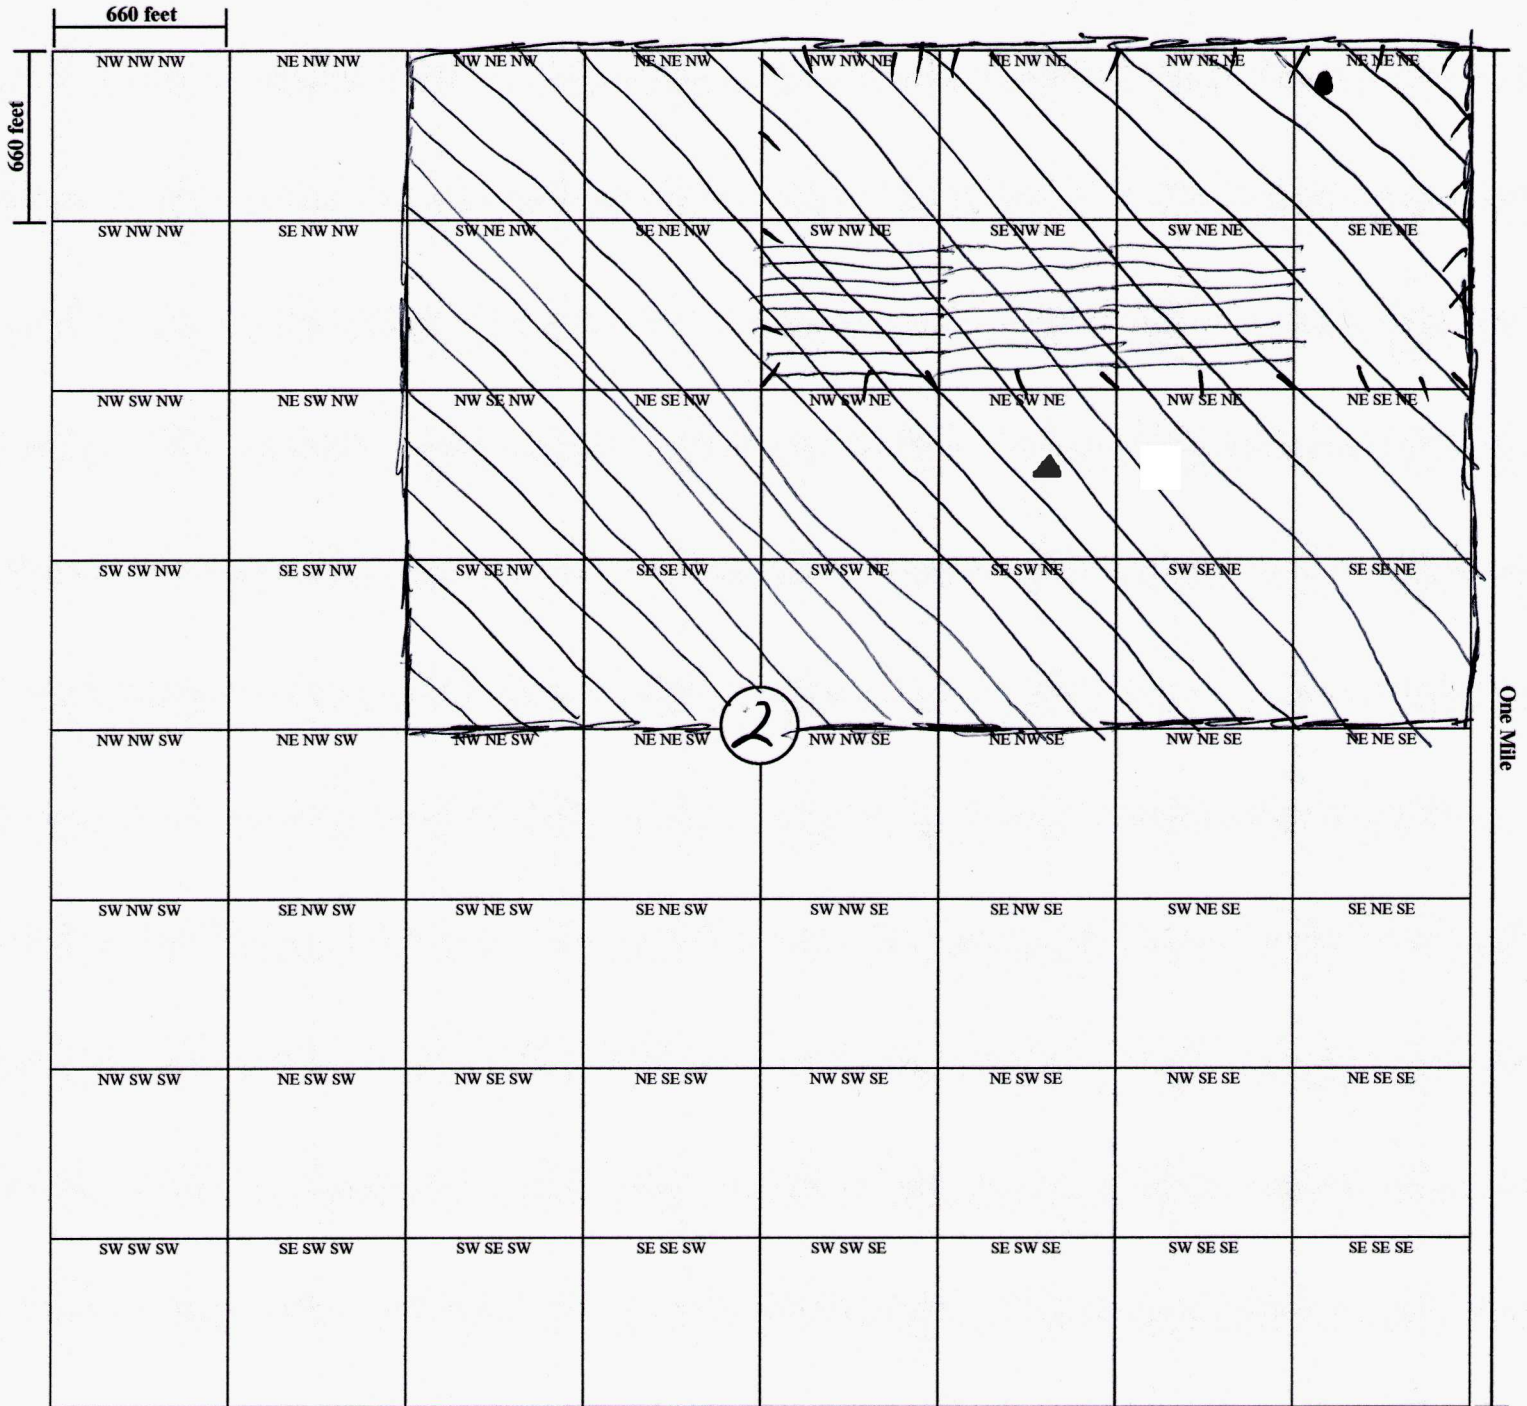 660 feet
660 feet
NW NW NW NE NW NW NW NE NW NE NE NW NW NW NE NE NW NE NW NE NE NE NE NE
SW NW NW SE NW NW SW NE NW SE NE NW SW NW NE SE NW NE SW NE NE SE NE NE
NW SW NW NE SW NW NW SE NW NE SE NW NW SW NE NE SW NE NW SE NE NE SE NE
SW SW NW SE SW NW SW SE NW SE SE NW SW SW NE SE SW NE SW SE NE SE SE NE
One Mile
2
NW NW SW NE NW SW NW NE SW NE NE SW NW NW SE NE NW SE NW NE SE NE NE SE
SW NW SW SE NW SW SW NE SW SE NE SW SW NW SE SE NW SE SW NE SE SE NE SE
NW SW SW NE SW SW NW SE SW NE SE SW NW SW SE NE SW SE NW SE SE NE SE SE
SW SW SW SE SW SW SW SE SW SE SE SW SW SW SE SE SW SE SW SE SE SE SE SE